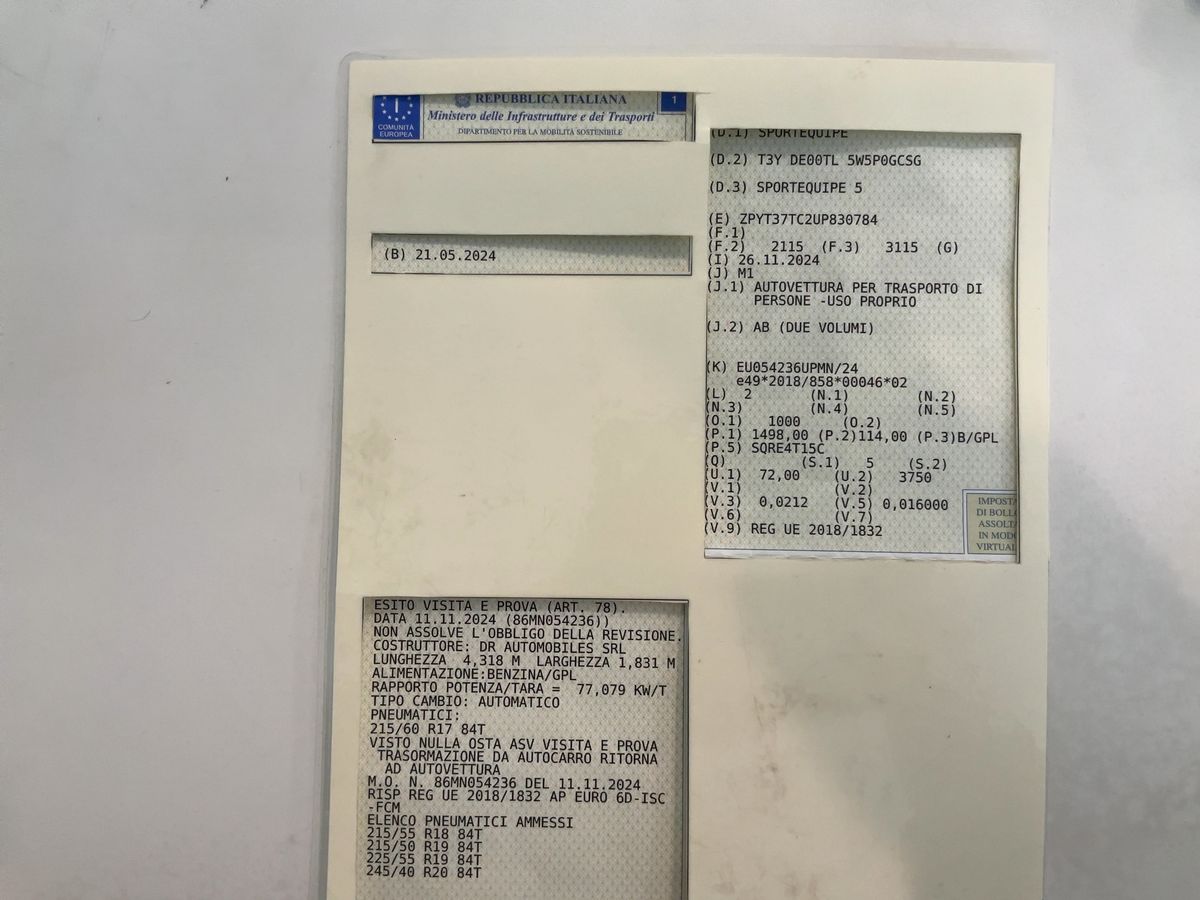 REPUBBLICA ITALIANA
1
Ministero delle Infrastrutture e dei Trasporti
COMUNITÀ
EUROPEA
DIPARTIMENTO PER LA MOBILITÀ SOSTENIBILE
(B) 21.05.2024
(D.1) SPORTEQUIPE
(D.2) T3Y DE00TL 5W5P0GCSG
(D.3) SPORTEQUIPE 5
(E) ZPYT37TC2UP830784
(F.1)
(F.2) 2115 (F.3) 3115 (G)
(I) 26.11.2024
(J) M1
(J.1) AUTOVETTURA PER TRASPORTO DI
PERSONE -USO PROPRIO
(J.2) AB (DUE VOLUMI)
(K) EU054236UPMN/24
e49*2018/858*00046*02
(L) 2 (N.1) (N.2)
(N.3) (N.4) (N.5)
(O.1) 1000 (O.2)
(P.1) 1498,00 (P.2)114,00 (P.3)B/GPL
(P.5) SQRE4T15C
(Q) (S.1) 5 (S.2)
(U.1) 72,00 (U.2) 3750
(V.1) (V.2)
(V.3) 0,0212 (V.5) 0,016000
(V.6) (V.7)
(V.9) REG UE 2018/1832
IMPOSTA
DI BOLL
ASSOLT
IN MOD
VIRTUAL
ESITO VISITA E PROVA (ART. 78).
DATA 11.11.2024 (86MN054236))
NON ASSOLVE L'OBBLIGO DELLA REVISIONE.
COSTRUTTORE: DR AUTOMOBILES SRL
LUNGHEZZA 4,318 M LARGHEZZA 1,831 M
ALIMENTAZIONE:BENZINA/GPL
RAPPORTO POTENZA/TARA = 77,079 KW/T
TIPO CAMBIO: AUTOMATICO
PNEUMATICI:
215/60 R17 84T
VISTO NULLA OSTA ASV VISITA E PROVA
TRASORMAZIONE DA AUTOCARRO RITORNA
AD AUTOVETTURA
M.O. N. 86MN054236 DEL 11.11.2024
RISP REG UE 2018/1832 AP EURO 6D-ISC
-FCM
ELENCO PNEUMATICI AMMESSI
215/55 R18 84T
215/50 R19 84T
225/55 R19 84T
245/40 R20 84T